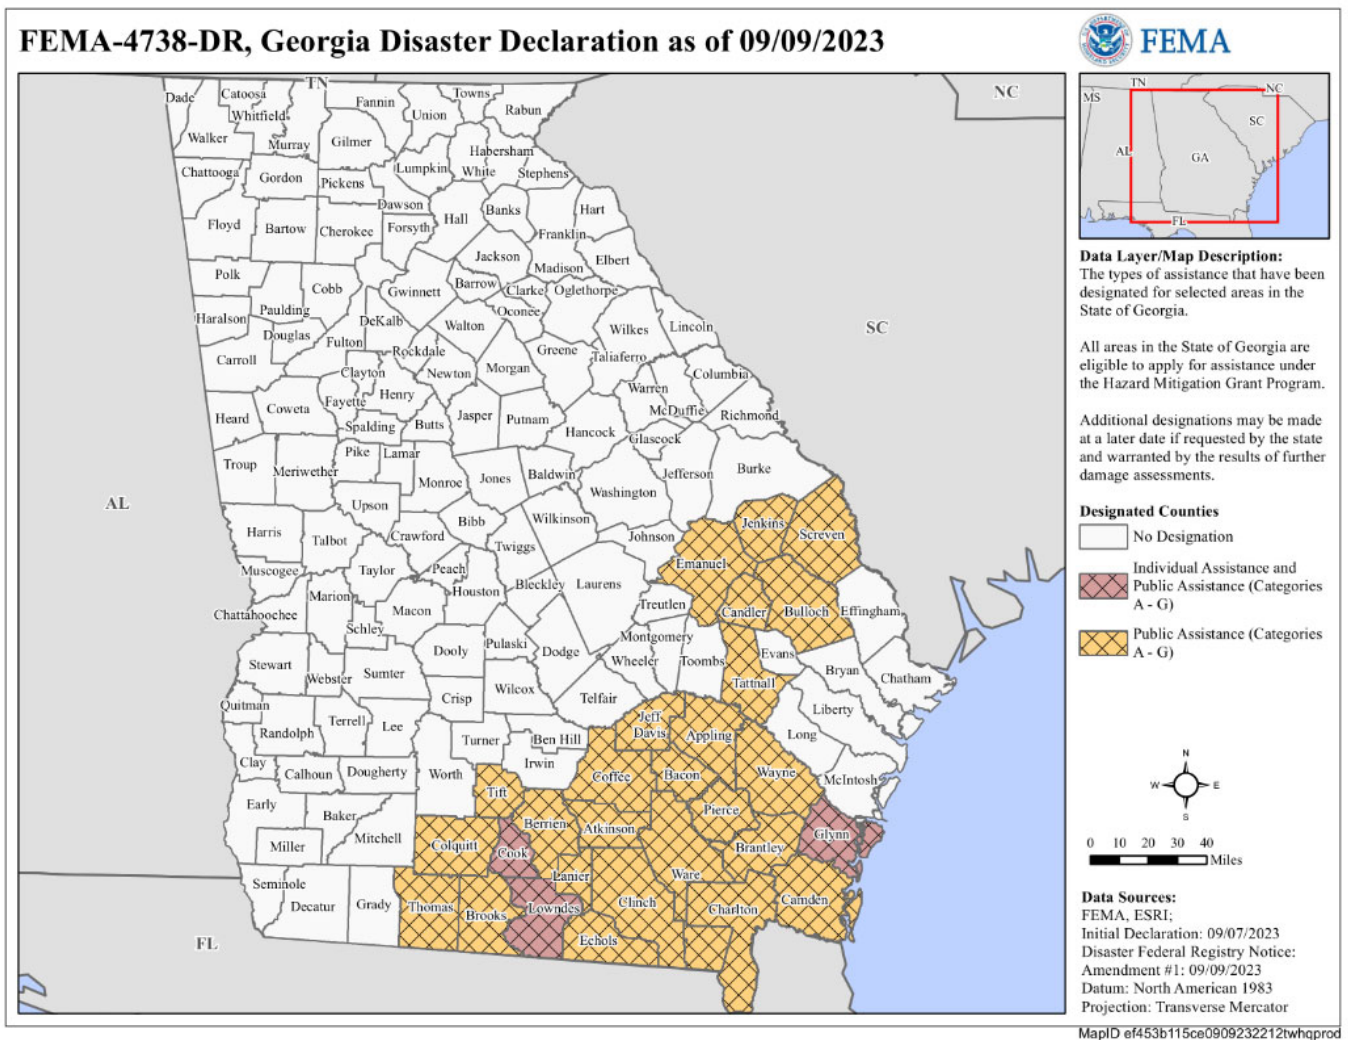 FEMA-4738-DR, Georgia Disaster Declaration as of 09/09/2023
FEMA
TN
NC
Dade
Catoosa
Whitfield
Fannin
Towns
Union
Rabun
Walker
Murray
Gilmer
Habersham
Lumpkin
White
Stephens
Chattooga
Gordon
Pickens
Dawson
Floyd
Bartow
Cherokee
Forsyth
Hall
Banks
Hart
Franklin
Polk
Cobb
Gwinnett
Jackson
Madison
Elbert
Barrow
Clarke
Oglethorpe
Oconee
Haralson
Paulding
Douglas
DeKalb
Fulton
Walton
Wilkes
Lincoln
SC
Carroll
Rockdale
Clayton
Newton
Morgan
Greene
Taliaferro
Columbia
Warren
McDuffie
Richmond
Heard
Coweta
Fayette
Henry
Spalding
Butts
Jasper
Putnam
Hancock
Glascock
Troup
Meriwether
Pike
Lamar
Monroe
Jones
Baldwin
Washington
Jefferson
Burke
AL
Upson
Harris
Talbot
Crawford
Bibb
Wilkinson
Twiggs
Johnson
Jenkins
Screven
Emanuel
Muscogee
Taylor
Peach
Houston
Bleckley
Laurens
Chattahoochee
Marion
Macon
Schley
Treutlen
Candler
Bulloch
Effingham
Montgomery
Dooly
Pulaski
Dodge
Wheeler
Toombs
Evans
Bryan
Chatham
Stewart
Webster
Sumter
Crisp
Wilcox
Telfair
Tattnall
Quitman
Randolph
Terrell
Lee
Turner
Ben Hill
Irwin
Jeff
Davis
Appling
Long
Liberty
Clay
Calhoun
Dougherty
Worth
Tift
Coffee
Bacon
Wayne
McIntosh
Early
Baker
Mitchell
Miller
Colquitt
Berrien
Cook
Atkinson
Pierce
Brantley
Glynn
Seminole
Decatur
Grady
Thomas
Brooks
Lanier
Lowndes
Ware
Clinch
Echols
Charlton
Camden
FL
TN
NC
MS
SC
AL
GA
FL
Data Layer/Map Description:
The types of assistance that have been
designated for selected areas in the
State of Georgia.
All areas in the State of Georgia are
eligible to apply for assistance under
the Hazard Mitigation Grant Program.
Additional designations may be made
at a later date if requested by the state
and warranted by the results of further
damage assessments.
Designated Counties
No Designation
Individual Assistance and
Public Assistance (Categories
A - G)
Public Assistance (Categories
A - G)
N
W
E
S
0 10 20 30 40
Miles
Data Sources:
FEMA, ESRI;
Initial Declaration: 09/07/2023
Disaster Federal Registry Notice:
Amendment #1: 09/09/2023
Datum: North American 1983
Projection: Transverse Mercator
MapID ef453b115ce0909232212twhqprod